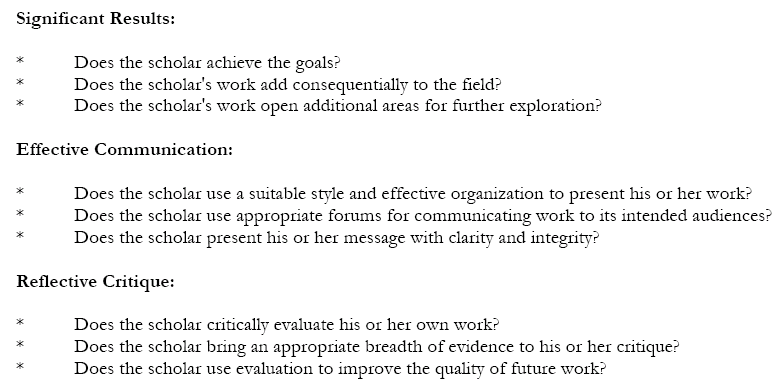 Significant Results:
* Does the scholar achieve the goals?
* Does the scholar's work add consequentially to the field?
* Does the scholar's work open additional areas for further exploration?
Effective Communication:
* Does the scholar use a suitable style and effective organization to present his or her work?
* Does the scholar use appropriate forums for communicating work to its intended audiences?
* Does the scholar present his or her message with clarity and integrity?
Reflective Critique:
* Does the scholar critically evaluate his or her own work?
* Does the scholar bring an appropriate breadth of evidence to his or her critique?
* Does the scholar use evaluation to improve the quality of future work?